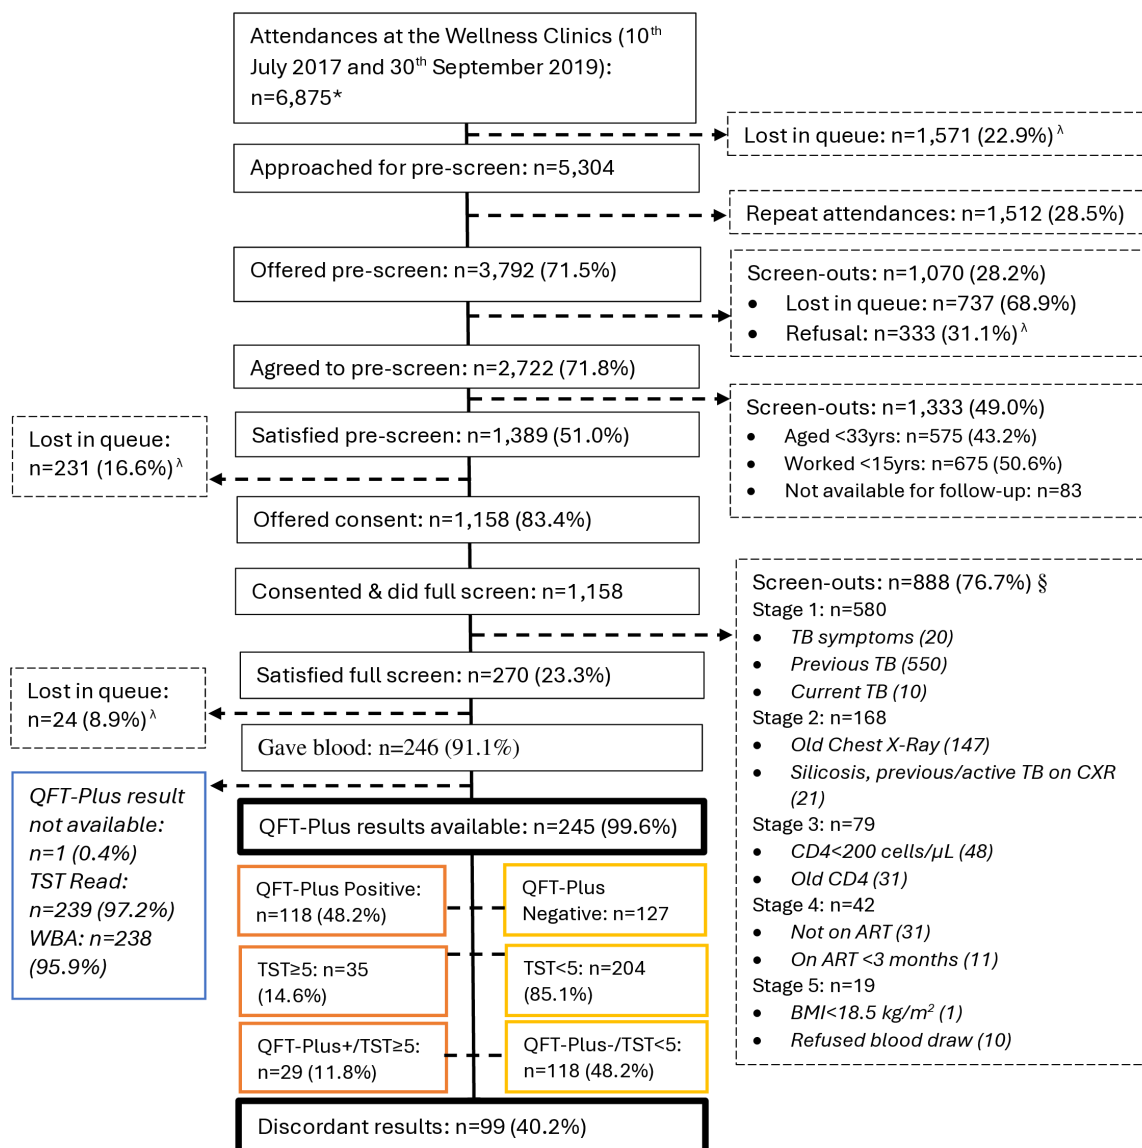 Attendances at the Wellness Clinics (10th
July 2017 and 30th September 2019):
n=6,875*
Lost in queue: n=1,571 (22.9%) λ
Approached for pre-screen: n=5,304
Repeat attendances: n=1,512 (28.5%)
Offered pre-screen: n=3,792 (71.5%)
Screen-outs: n=1,070 (28.2%)
• Lost in queue: n=737 (68.9%)
• Refusal: n=333 (31.1%) λ
Agreed to pre-screen: n=2,722 (71.8%)
Screen-outs: n=1,333 (49.0%)
• Aged <33yrs: n=575 (43.2%)
• Worked <15yrs: n=675 (50.6%)
• Not available for follow-up: n=83
Satisfied pre-screen: n=1,389 (51.0%)
Lost in queue:
n=231 (16.6%) λ
Offered consent: n=1,158 (83.4%)
Consented & did full screen: n=1,158
Screen-outs: n=888 (76.7%) §
Stage 1: n=580
• TB symptoms (20)
• Previous TB (550)
• Current TB (10)
Stage 2: n=168
• Old Chest X-Ray (147)
• Silicosis, previous/active TB on CXR
(21)
Stage 3: n=79
• CD4<200 cells/µL (48)
• Old CD4 (31)
Stage 4: n=42
• Not on ART (31)
• On ART <3 months (11)
Stage 5: n=19
• BMI<18.5 kg/m2 (1)
• Refused blood draw (10)
Satisfied full screen: n=270 (23.3%)
Lost in queue:
n=24 (8.9%) λ
Gave blood: n=246 (91.1%)
QFT-Plus result
not available:
n=1 (0.4%)
TST Read:
n=239 (97.2%)
WBA: n=238
(95.9%)
QFT-Plus results available: n=245 (99.6%)
QFT-Plus Positive:
n=118 (48.2%)
QFT-Plus
Negative: n=127
TST≥5: n=35
(14.6%)
TST<5: n=204
(85.1%)
QFT-Plus+/TST≥5:
n=29 (11.8%)
QFT-Plus-/TST<5:
n=118 (48.2%)
Discordant results: n=99 (40.2%)